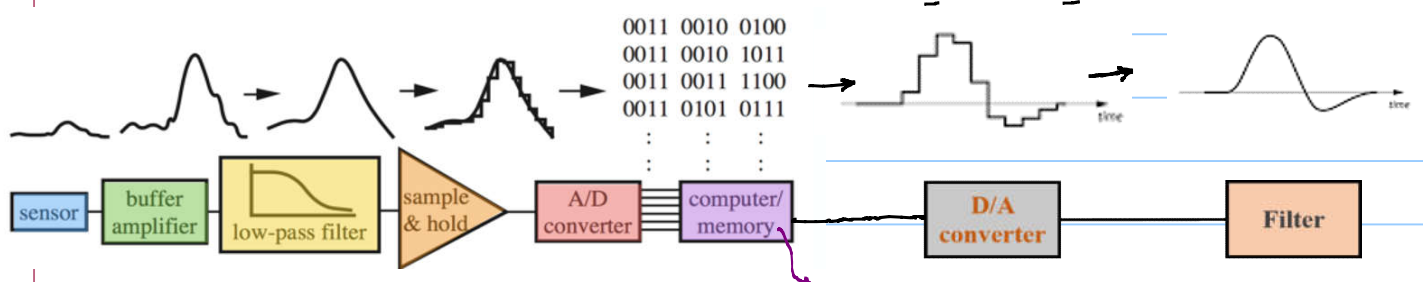 0011 0010 0100
0011 0010 1011
0011 0011 1100
0011 0101 0111
time
time
sensor
buffer
amplifier
low-pass filter
sample
& hold
A/D
converter
computer/
memory
D/A
converter
Filter